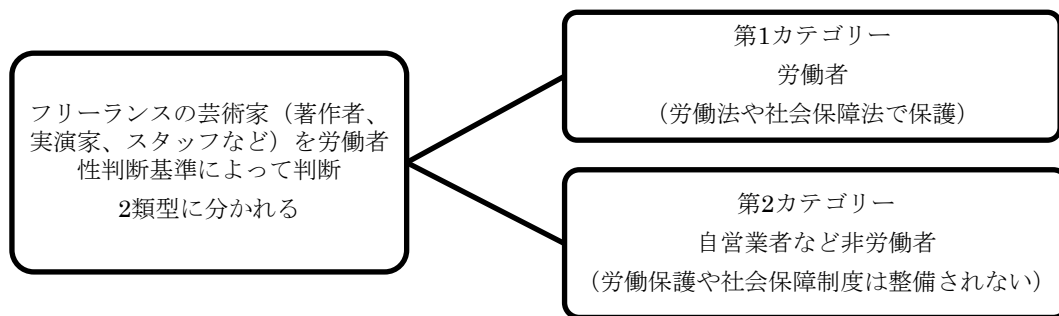 フリーランスの芸術家（著作者、
実演家、スタッフなど）を労働者
性判断基準によって判断
2類型に分かれる
第1カテゴリー
労働者
（労働法や社会保障法で保護）
第2カテゴリー
自営業者など非労働者
（労働保護や社会保障制度は整備されない）